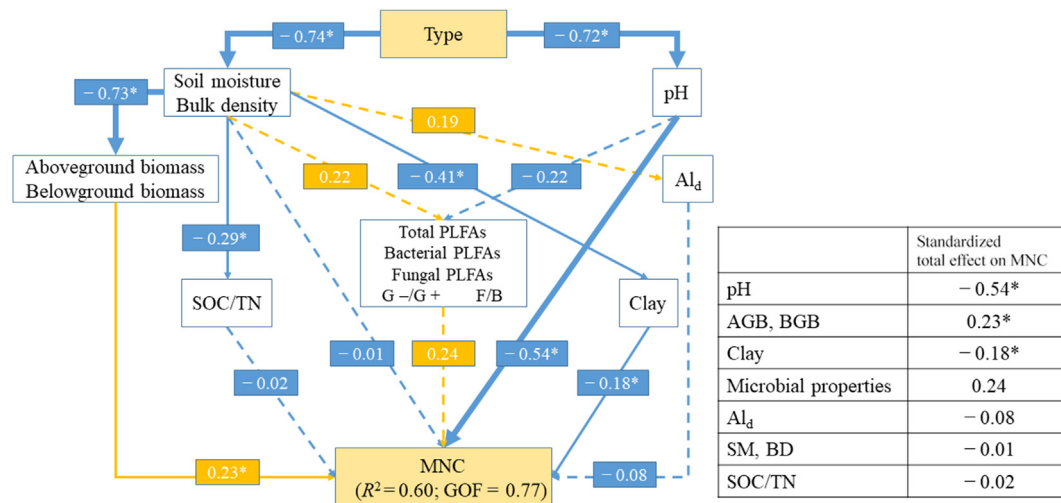 Type
− 0.74*
− 0.72*
Soil moisture
Bulk density
pH
− 0.73*
0.19
Aboveground biomass
Belowground biomass
0.22
− 0.41*
− 0.22
Al_d
− 0.29*
Total PLFAs
Bacterial PLFAs
Fungal PLFAs
G −/G + F/B
SOC/TN
Clay
− 0.02
− 0.01
0.24
− 0.54*
− 0.18*
0.23*
MNC
(R² = 0.60; GOF = 0.77)
− 0.08
Standardized
total effect on MNC
pH − 0.54*
AGB, BGB 0.23*
Clay − 0.18*
Microbial properties 0.24
Al_d − 0.08
SM, BD − 0.01
SOC/TN − 0.02